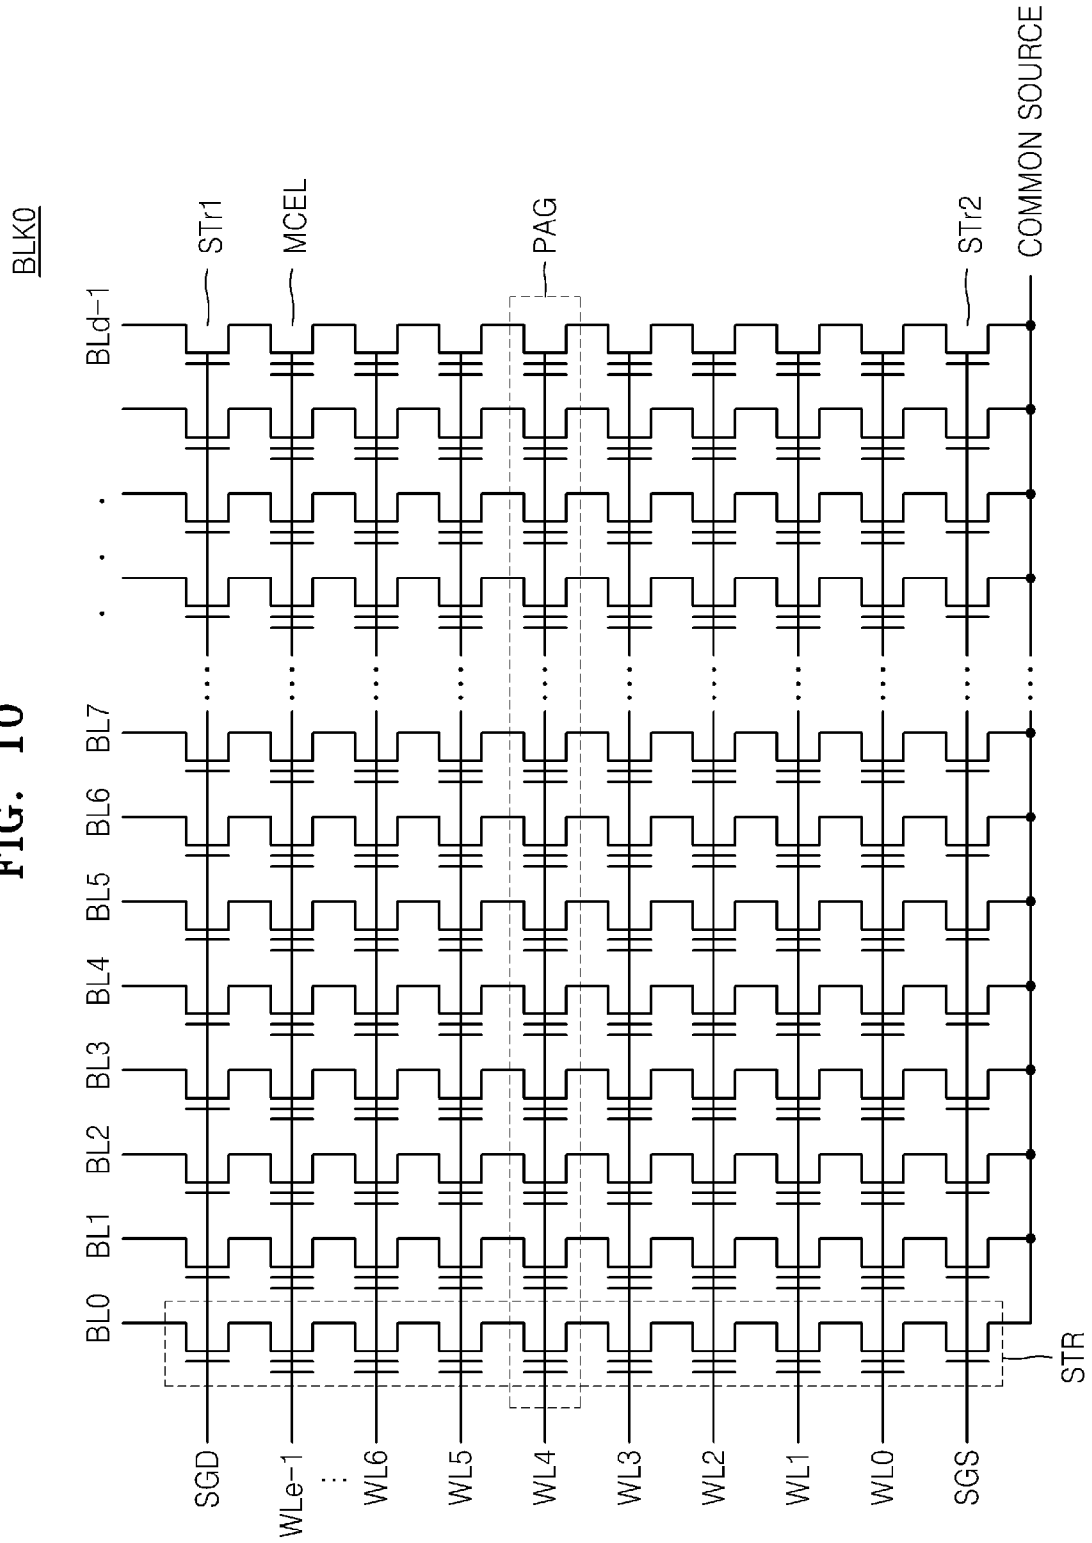 FIG. 10
BLK0
BL0 BL1 BL2 BL3 BL4 BL5 BL6 BL7 . . . BLd-1
SGD
STr1
WLe-1
MCEL
⋮
WL6
WL5
WL4
PAG
WL3
WL2
WL1
WL0
SGS
STr2
COMMON SOURCE
STR